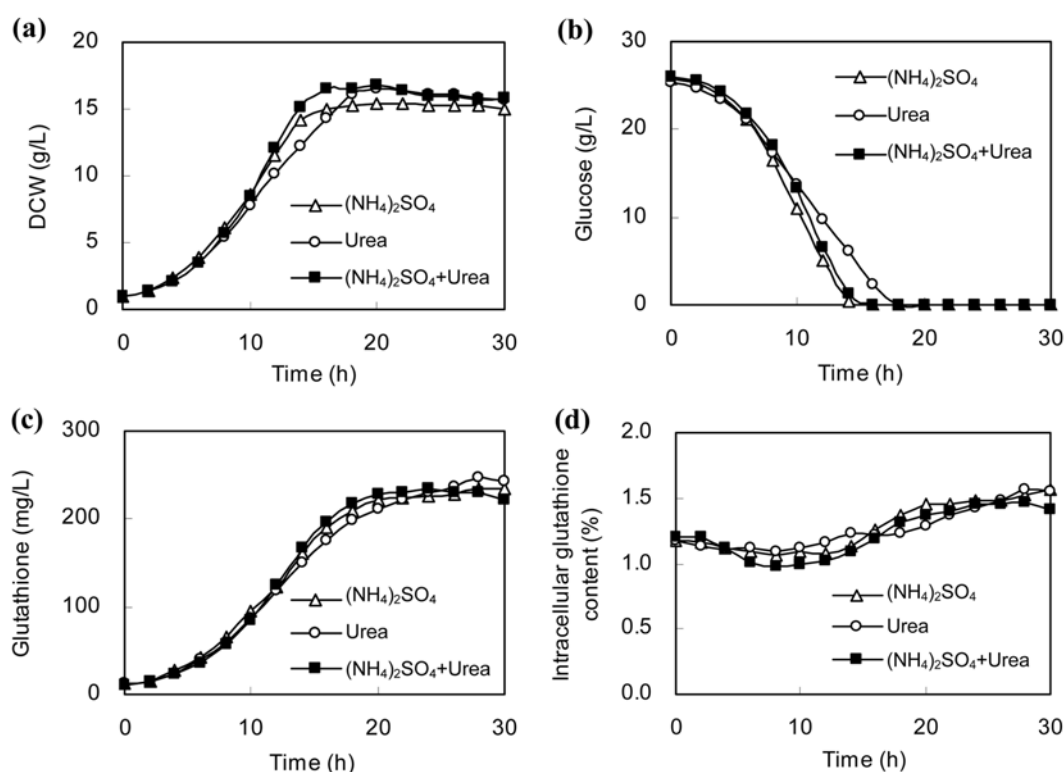 (a)
DCW (g/L)
20
15
10
5
0
(NH4)2SO4
Urea
(NH4)2SO4+Urea
0 10 20 30
Time (h)
(b)
Glucose (g/L)
30
20
10
0
(NH4)2SO4
Urea
(NH4)2SO4+Urea
0 10 20 30
Time (h)
(c)
Glutathione (mg/L)
300
200
100
0
(NH4)2SO4
Urea
(NH4)2SO4+Urea
0 10 20 30
Time (h)
(d)
Intracellular glutathione
content (%)
2.0
1.5
1.0
0.5
0.0
(NH4)2SO4
Urea
(NH4)2SO4+Urea
0 10 20 30
Time (h)